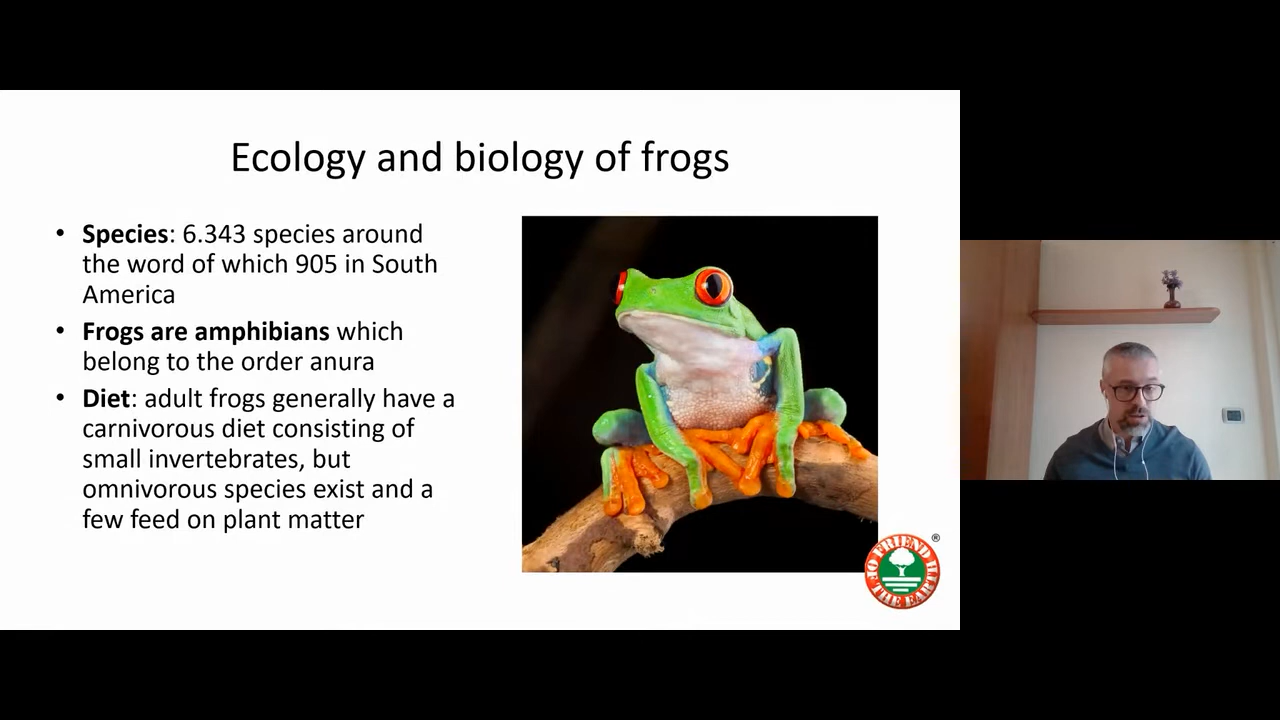 Ecology and biology of frogs
• Species: 6.343 species around
the word of which 905 in South
America
• Frogs are amphibians which
belong to the order anura
• Diet: adult frogs generally have a
carnivorous diet consisting of
small invertebrates, but
omnivorous species exist and a
few feed on plant matter
FRIEND OF THE EARTH
®